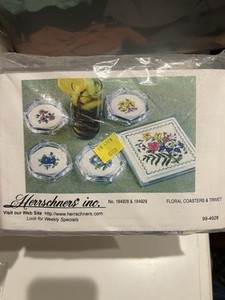 Herrschners inc.
No. 184928 & 184929
FLORAL COASTERS & TRIVET
Visit our Web Site http://www.herrschners.com
Look for Weekly Specials
99-4928